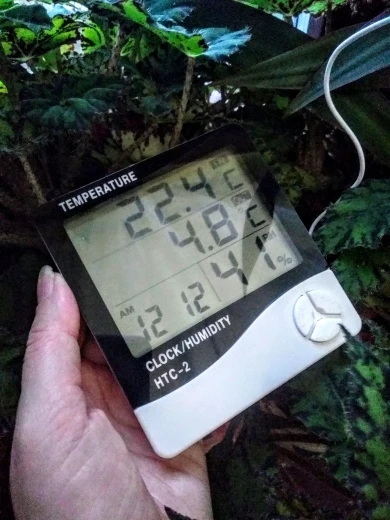 TEMPERATURE
22.4 C
4.8 C
AM 12 12 41 %
CLOCK/HUMIDITY
HTC-2